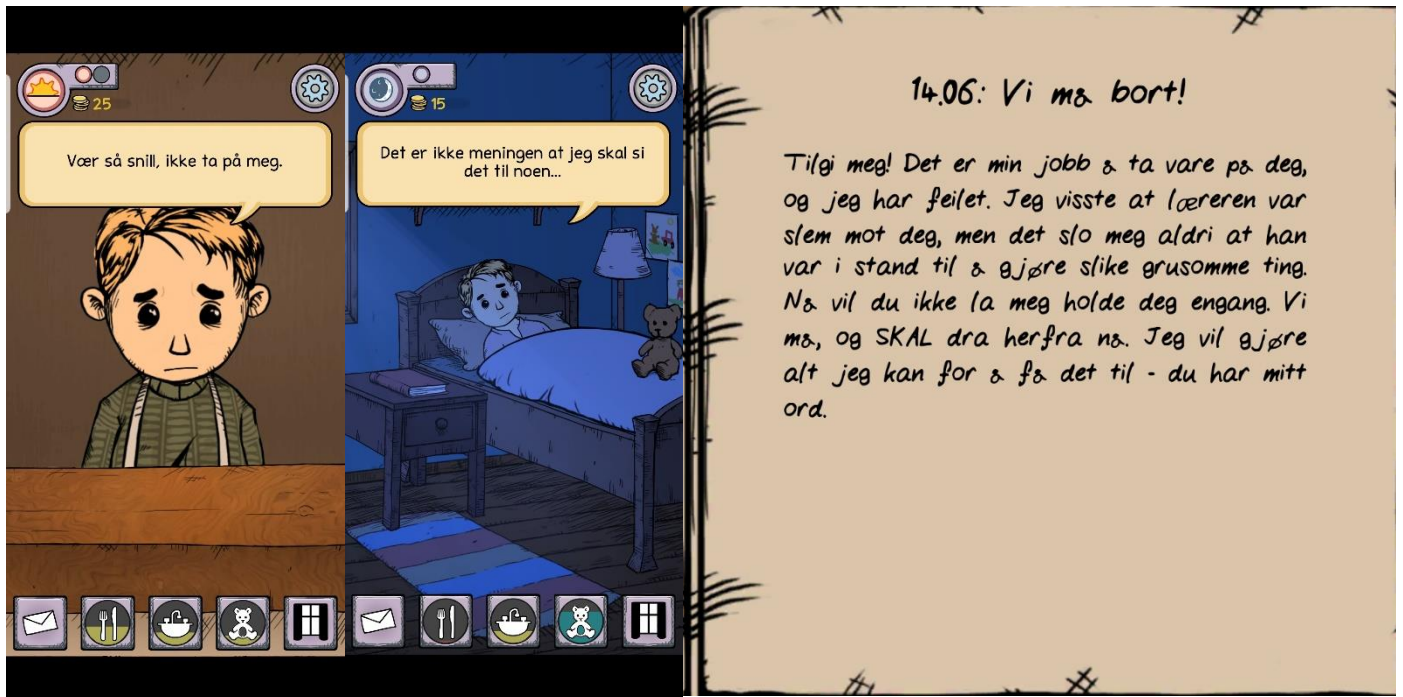 25
Vær så snill, ikke ta på meg.
15
Det er ikke meningen at jeg skal si
det til noen...
14.06: Vi må bort!
Tilgi meg! Det er min jobb å ta vare på deg,
og jeg har feilet. Jeg visste at læreren var
slem mot deg, men det slo meg aldri at han
var i stand til å gjøre slike grusomme ting.
Nå vil du ikke la meg holde deg engang. Vi
må, og SKAL dra herfra nå. Jeg vil gjøre
alt jeg kan for å få det til - du har mitt
ord.